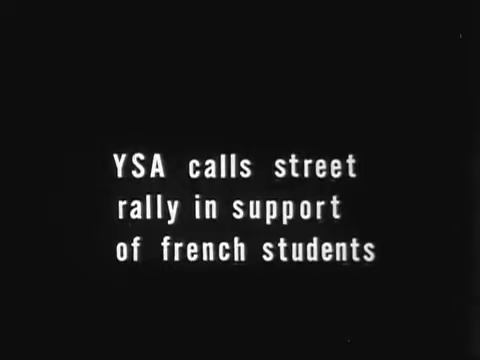 YSA calls street
rally in support
of french students